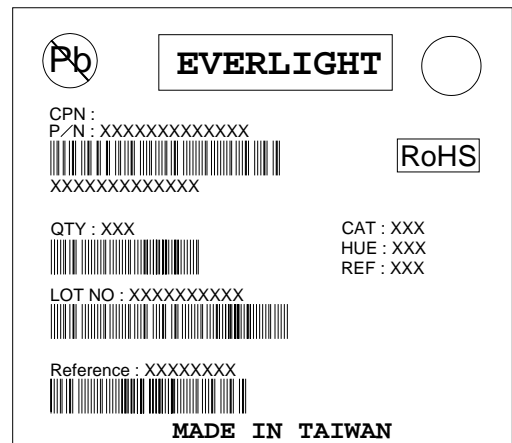 Pb
EVERLIGHT
CPN :
P/N : XXXXXXXXXXXXX
RoHS
XXXXXXXXXXXXX
QTY : XXX
CAT : XXX
HUE : XXX
REF : XXX
LOT NO : XXXXXXXXXX
Reference : XXXXXXXX
MADE IN TAIWAN